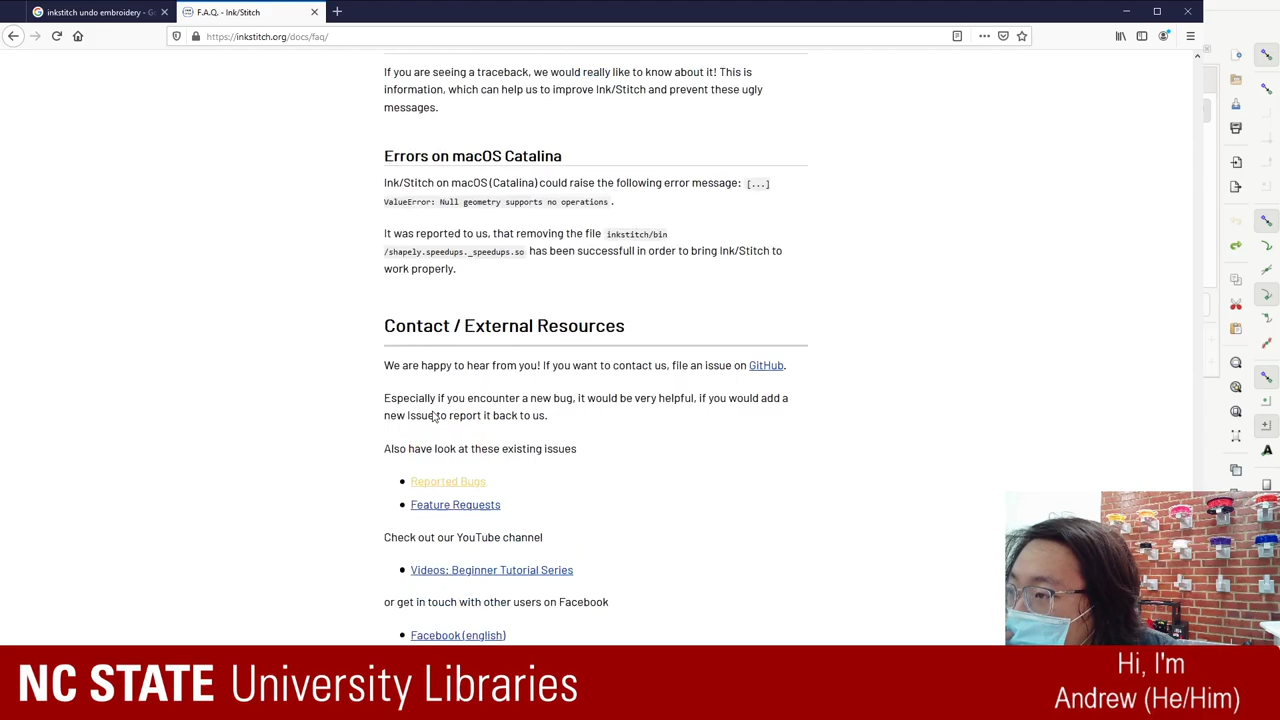 inkstitch undo embroidery - G
F.A.Q. - Ink/Stitch
https://inkstitch.org/docs/faq/
If you are seeing a traceback, we would really like to know about it! This is
information, which can help us to improve Ink/Stitch and prevent these ugly
messages.
Errors on macOS Catalina
Ink/Stitch on macOS (Catalina) could raise the following error message: [...]
ValueError: Null geometry supports no operations.
It was reported to us, that removing the file inkstitch/bin
/shapely.speedups._speedups.so has been successfull in order to bring Ink/Stitch to
work properly.
Contact / External Resources
We are happy to hear from you! If you want to contact us, file an issue on GitHub.
Especially if you encounter a new bug, it would be very helpful, if you would add a
new Issue to report it back to us.
Also have look at these existing issues
Reported Bugs
Feature Requests
Check out our YouTube channel
Videos: Beginner Tutorial Series
or get in touch with other users on Facebook
Facebook (english)
NC STATE University Libraries
Hi, I'm
Andrew (He/Him)